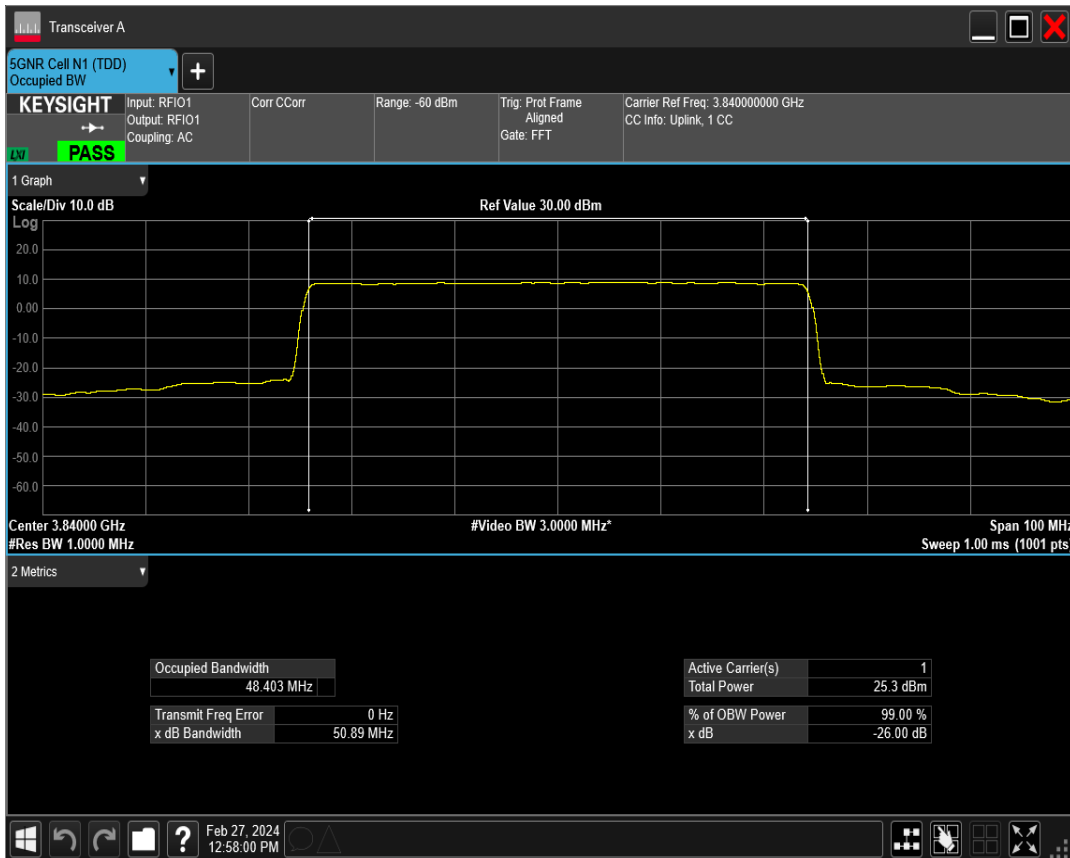 Transceiver A
5GNR Cell N1 (TDD)
Occupied BW
KEYSIGHT
LXI
PASS
Input: RFIO1
Output: RFIO1
Coupling: AC
Corr CCorr
Range: -60 dBm
Trig: Prot Frame
Aligned
Gate: FFT
Carrier Ref Freq: 3.840000000 GHz
CC Info: Uplink, 1 CC
1 Graph
Scale/Div 10.0 dB
Ref Value 30.00 dBm
Log
20.0
10.0
0.00
-10.0
-20.0
-30.0
-40.0
-50.0
-60.0
Center 3.84000 GHz
#Video BW 3.0000 MHz*
Span 100 MHz
#Res BW 1.0000 MHz
Sweep 1.00 ms (1001 pts)
2 Metrics
Occupied Bandwidth
48.403 MHz
Transmit Freq Error 0 Hz
x dB Bandwidth 50.89 MHz
Active Carrier(s) 1
Total Power 25.3 dBm
% of OBW Power 99.00 %
x dB -26.00 dB
?
Feb 27, 2024
12:58:00 PM